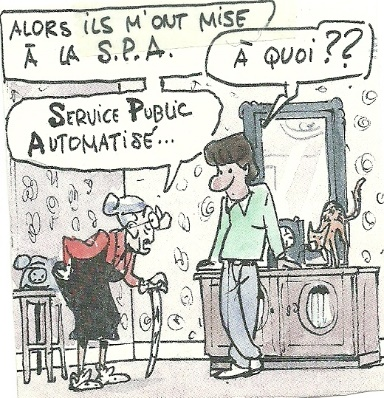 ALORS ILS M'ONT MISE
À LA S.P.A.
À QUOI ??
SERVICE PUBLIC
AUTOMATISÉ...